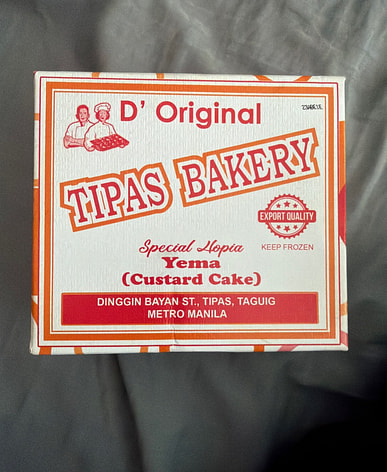 D' Original
TIPAS BAKERY
EXPORT QUALITY
KEEP FROZEN
Special Hopia
Yema
(Custard Cake)
DINGGIN BAYAN ST., TIPAS, TAGUIG
METRO MANILA